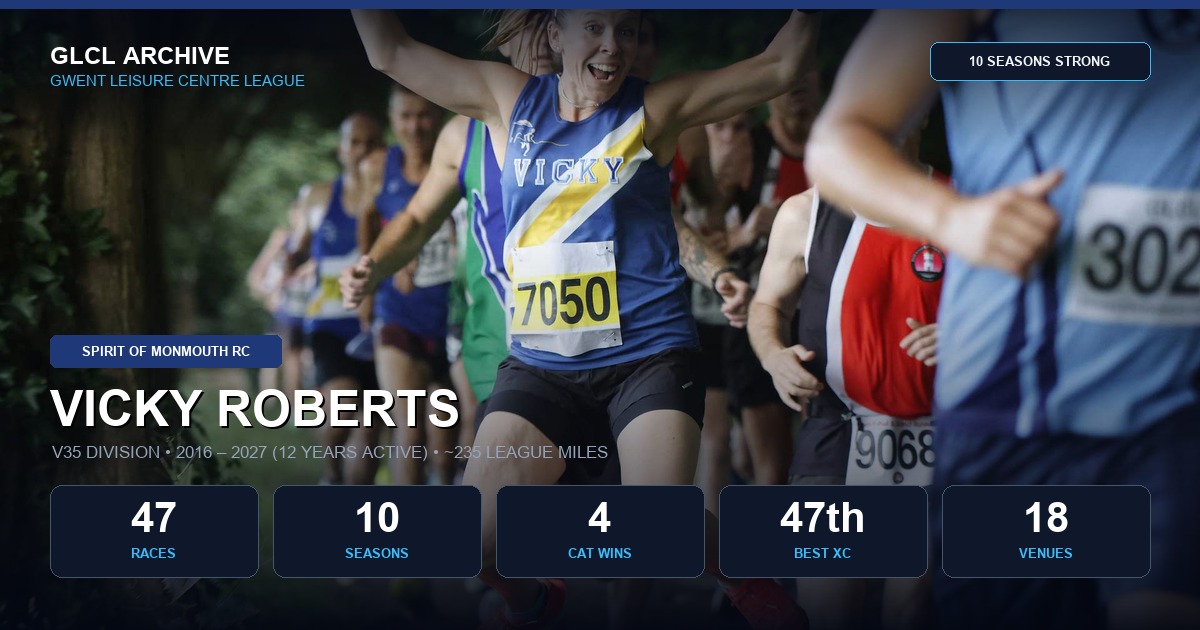 GLCL ARCHIVE
GWENT LEISURE CENTRE LEAGUE
10 SEASONS STRONG
VICKY
7050
302
9068
SPIRIT OF MONMOUTH RC
VICKY ROBERTS
V35 DIVISION • 2016 – 2027 (12 YEARS ACTIVE) • ~235 LEAGUE MILES
47
RACES
10
SEASONS
4
CAT WINS
47th
BEST XC
18
VENUES